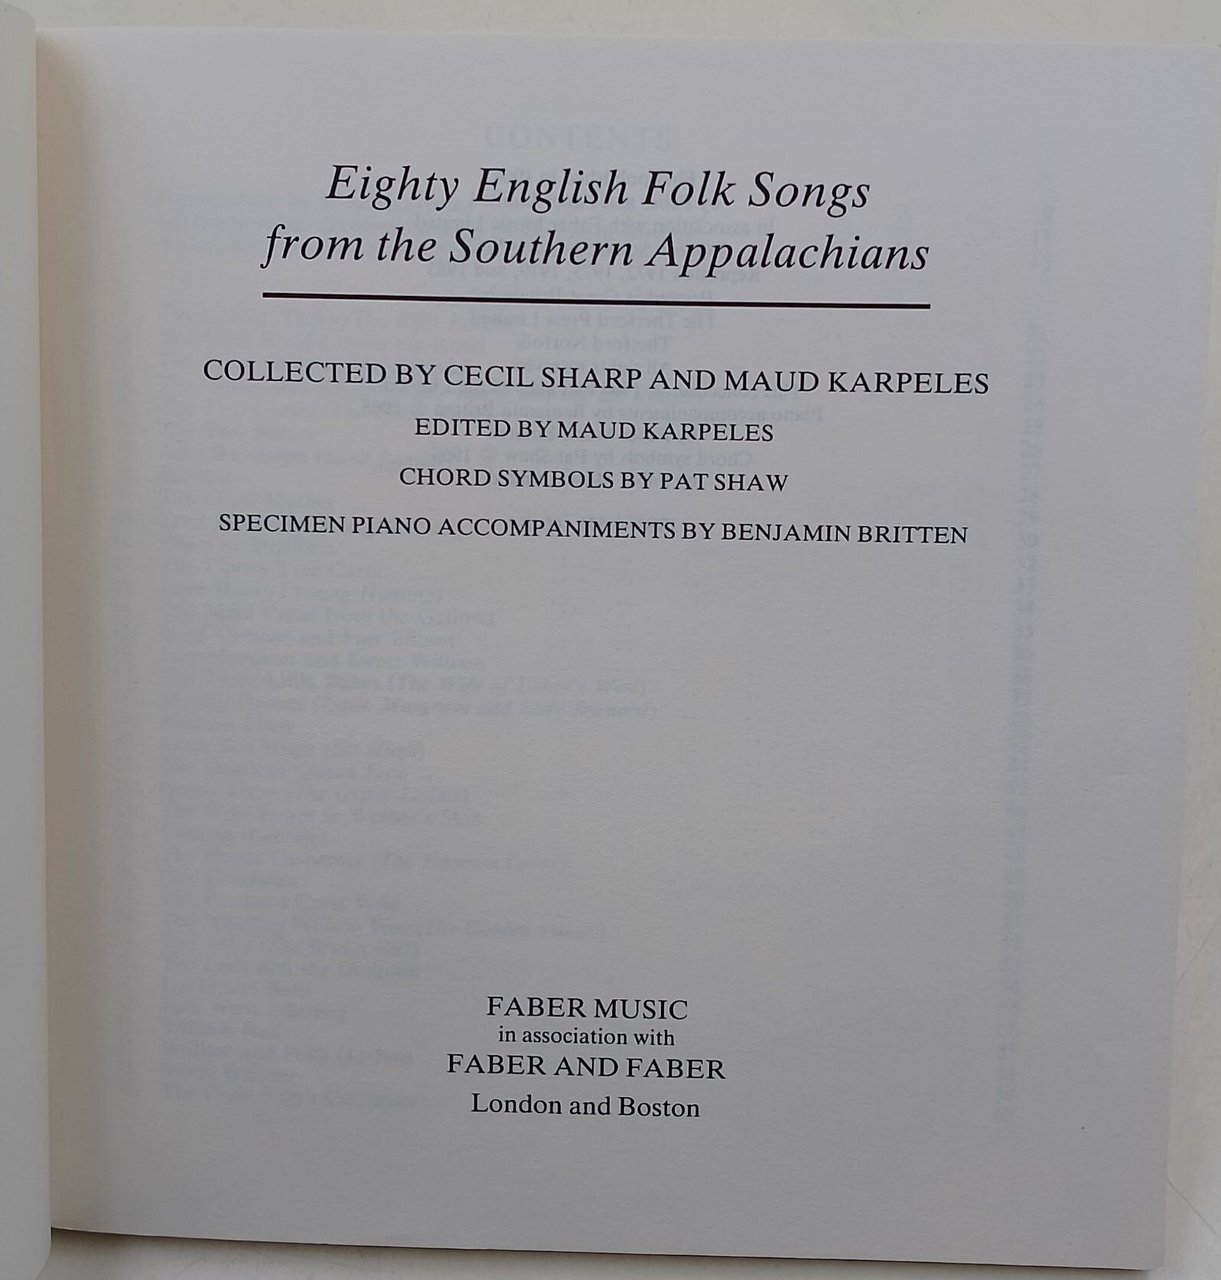 Eighty English Folk Songs
from the Southern Appalachians
COLLECTED BY CECIL SHARP AND MAUD KARPELES
EDITED BY MAUD KARPELES
CHORD SYMBOLS BY PAT SHAW
SPECIMEN PIANO ACCOMPANIMENTS BY BENJAMIN BRITTEN
FABER MUSIC
in association with
FABER AND FABER
London and Boston